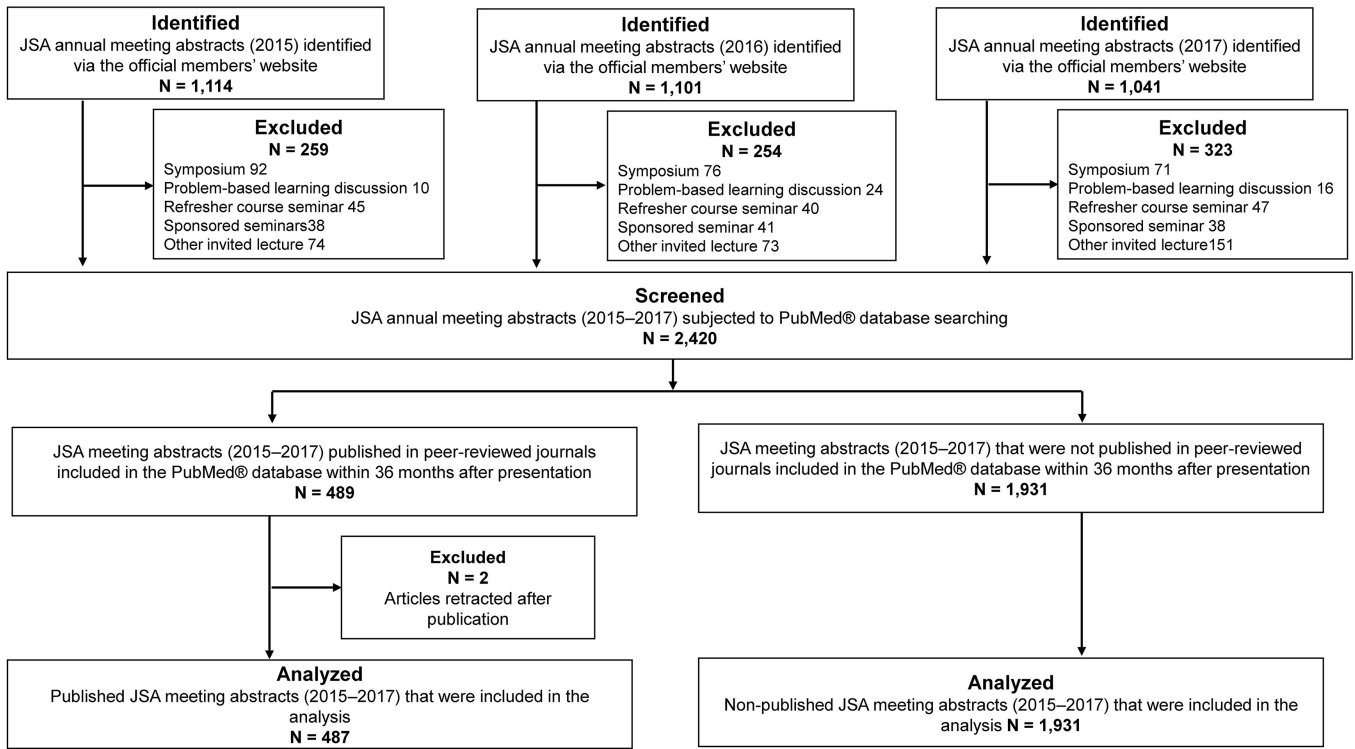 Identified
JSA annual meeting abstracts (2015) identified
via the official members' website
N = 1,114
Identified
JSA annual meeting abstracts (2016) identified
via the official members' website
N = 1,101
Identified
JSA annual meeting abstracts (2017) identified
via the official members' website
N = 1,041
Excluded
N = 259
Symposium 92
Problem-based learning discussion 10
Refresher course seminar 45
Sponsored seminars38
Other invited lecture 74
Excluded
N = 254
Symposium 76
Problem-based learning discussion 24
Refresher course seminar 40
Sponsored seminar 41
Other invited lecture 73
Excluded
N = 323
Symposium 71
Problem-based learning discussion 16
Refresher course seminar 47
Sponsored seminar 38
Other invited lecture151
Screened
JSA annual meeting abstracts (2015–2017) subjected to PubMed® database searching
N = 2,420
JSA meeting abstracts (2015–2017) published in peer-reviewed journals
included in the PubMed® database within 36 months after presentation
N = 489
JSA meeting abstracts (2015–2017) that were not published in peer-reviewed
journals included in the PubMed® database within 36 months after presentation
N = 1,931
Excluded
N = 2
Articles retracted after
publication
Analyzed
Published JSA meeting abstracts (2015–2017) that were included in the
analysis
N = 487
Analyzed
Non-published JSA meeting abstracts (2015–2017) that were included in the
analysis N = 1,931